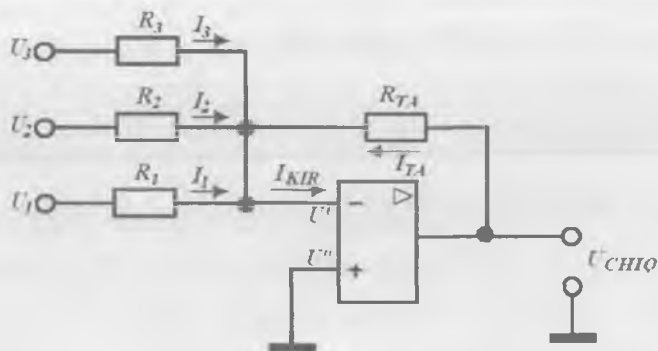 R3 I3
U3
R2 I2
U2
RTA
R1 I1 IKIR ITA
U1
U' −
U" +
UCHIQ